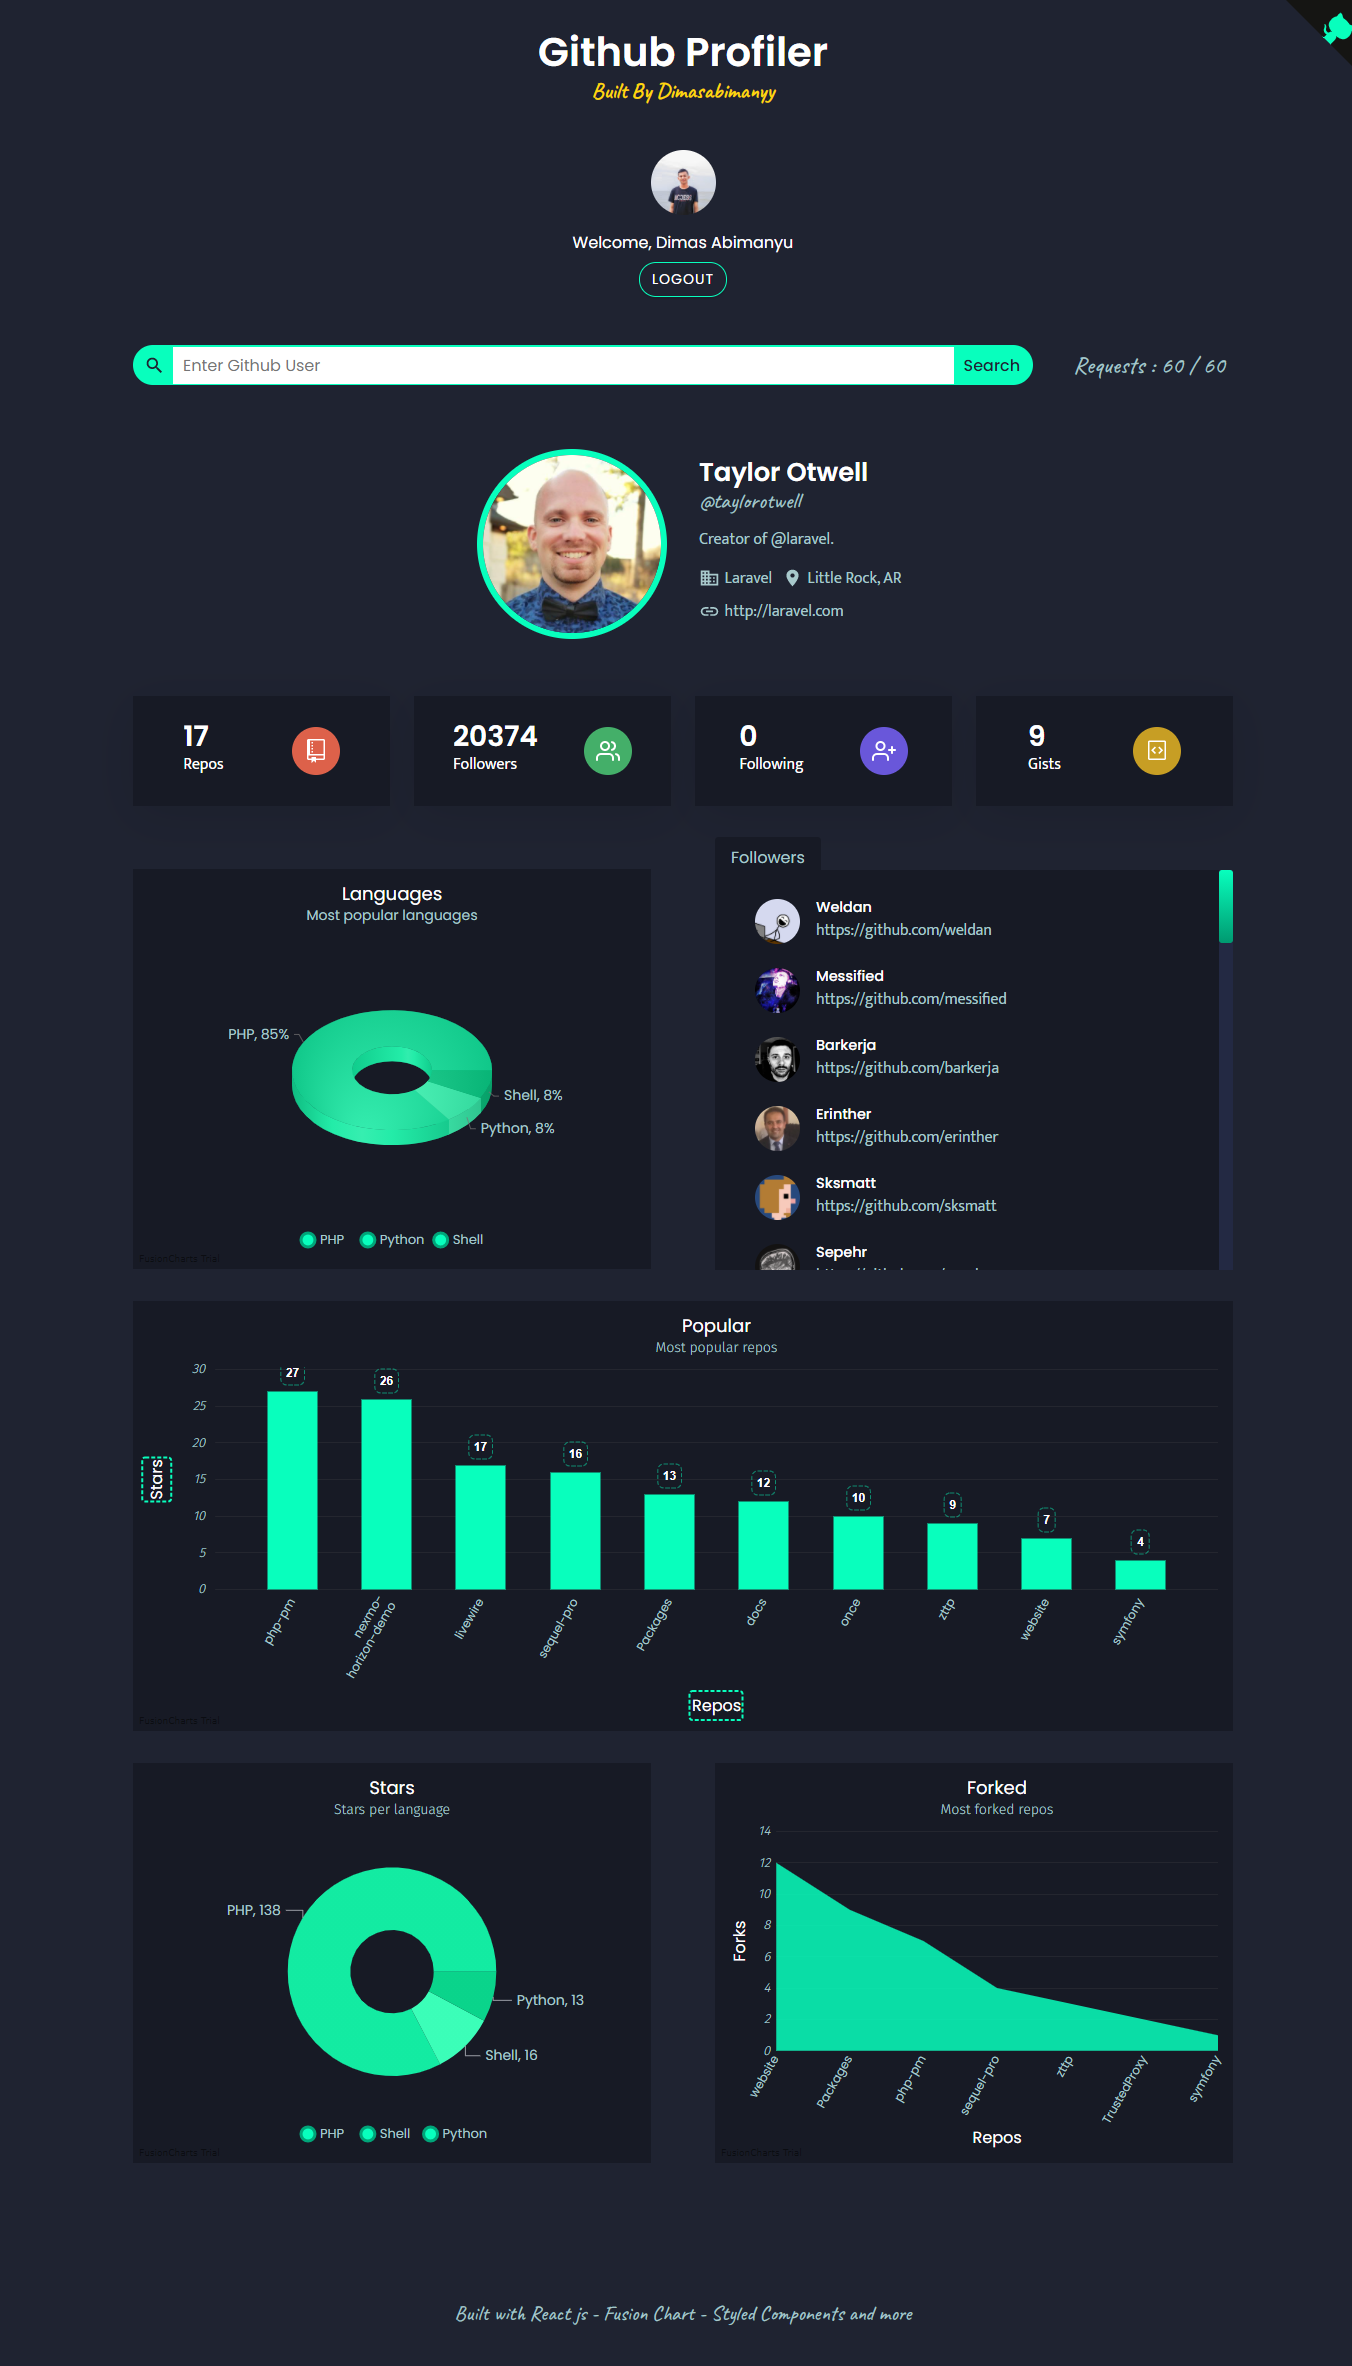 Github Profiler
Built By Dimasabimanyy
Welcome, Dimas Abimanyu
LOGOUT
Enter Github User
Search
Requests : 60 / 60
Taylor Otwell
@taylorotwell
Creator of @laravel.
Laravel
Little Rock, AR
http://laravel.com
17
Repos
20374
Followers
0
Following
9
Gists
Languages
Most popular languages
PHP, 85%
Shell, 8%
Python, 8%
PHP
Python
Shell
FusionCharts Trial
Followers
Weldan
https://github.com/weldan
Messified
https://github.com/messified
Barkerja
https://github.com/barkerja
Erinther
https://github.com/erinther
Sksmatt
https://github.com/sksmatt
Sepehr
Popular
Most popular repos
Stars
30
25
20
15
10
5
0
27
26
17
16
13
12
10
9
7
4
php-pm
nexmo-
horizon-demo
livewire
sequel-pro
Packages
docs
once
zttp
website
symfony
Repos
FusionCharts Trial
Stars
Stars per language
PHP, 138
Python, 13
Shell, 16
PHP
Shell
Python
FusionCharts Trial
Forked
Most forked repos
Forks
14
12
10
8
6
4
2
0
website
Packages
php-pm
sequel-pro
zttp
TrustedProxy
symfony
Repos
FusionCharts Trial
Built with React js - Fusion Chart - Styled Components and more